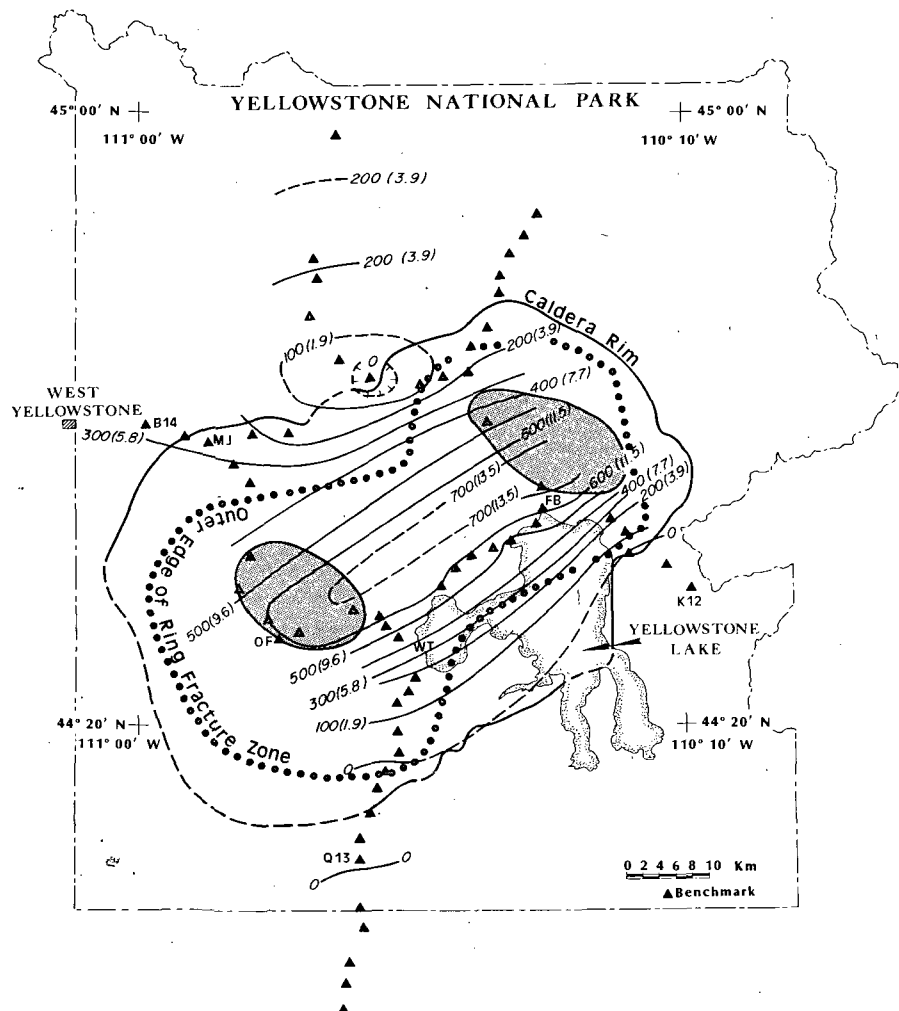 YELLOWSTONE NATIONAL PARK
45° 00' N
111° 00' W
45° 00' N
110° 10' W
200 (3.9)
200 (3.9)
Caldera Rim
100(1.9)
0
200(3.9)
400(7.7)
WEST
YELLOWSTONE
B14
MJ
300(5.8)
600(11.5)
700(13.5)
600(11.5)
400(7.7)
200(3.9)
FB
700(13.5)
0
Outer Edge of Ring Fracture Zone
K12
500(9.6)
OF
WT
YELLOWSTONE
LAKE
500(9.6)
300(5.8)
100(1.9)
44° 20' N
111° 00' W
44° 20' N
110° 10' W
0
Q13
0
0
0 2 4 6 8 10 Km
Benchmark